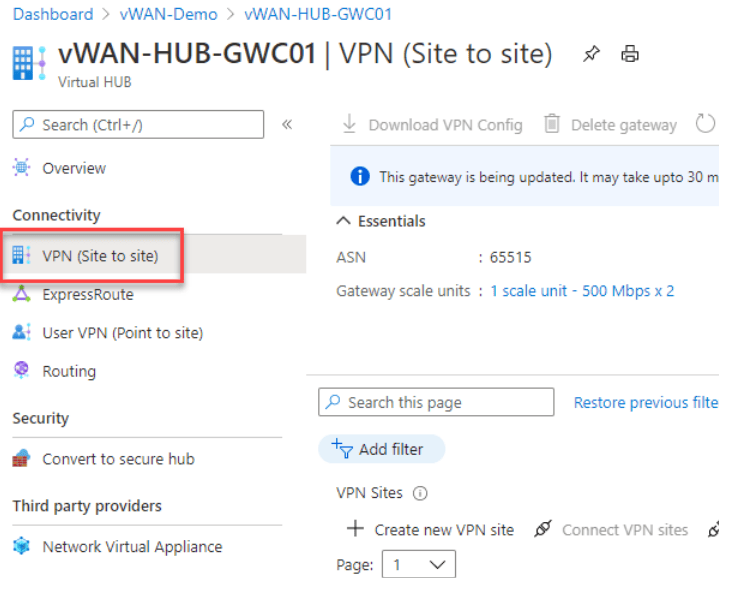 Dashboard > vWAN-Demo > vWAN-HUB-GWC01
vWAN-HUB-GWC01 | VPN (Site to site)
Virtual HUB
Search (Ctrl+/)
«
Overview
Connectivity
VPN (Site to site)
ExpressRoute
User VPN (Point to site)
Routing
Security
Convert to secure hub
Third party providers
Network Virtual Appliance
Download VPN Config Delete gateway
This gateway is being updated. It may take upto 30 m
Essentials
ASN : 65515
Gateway scale units : 1 scale unit - 500 Mbps x 2
Search this page Restore previous filte
Add filter
VPN Sites
Create new VPN site Connect VPN sites
Page: 1